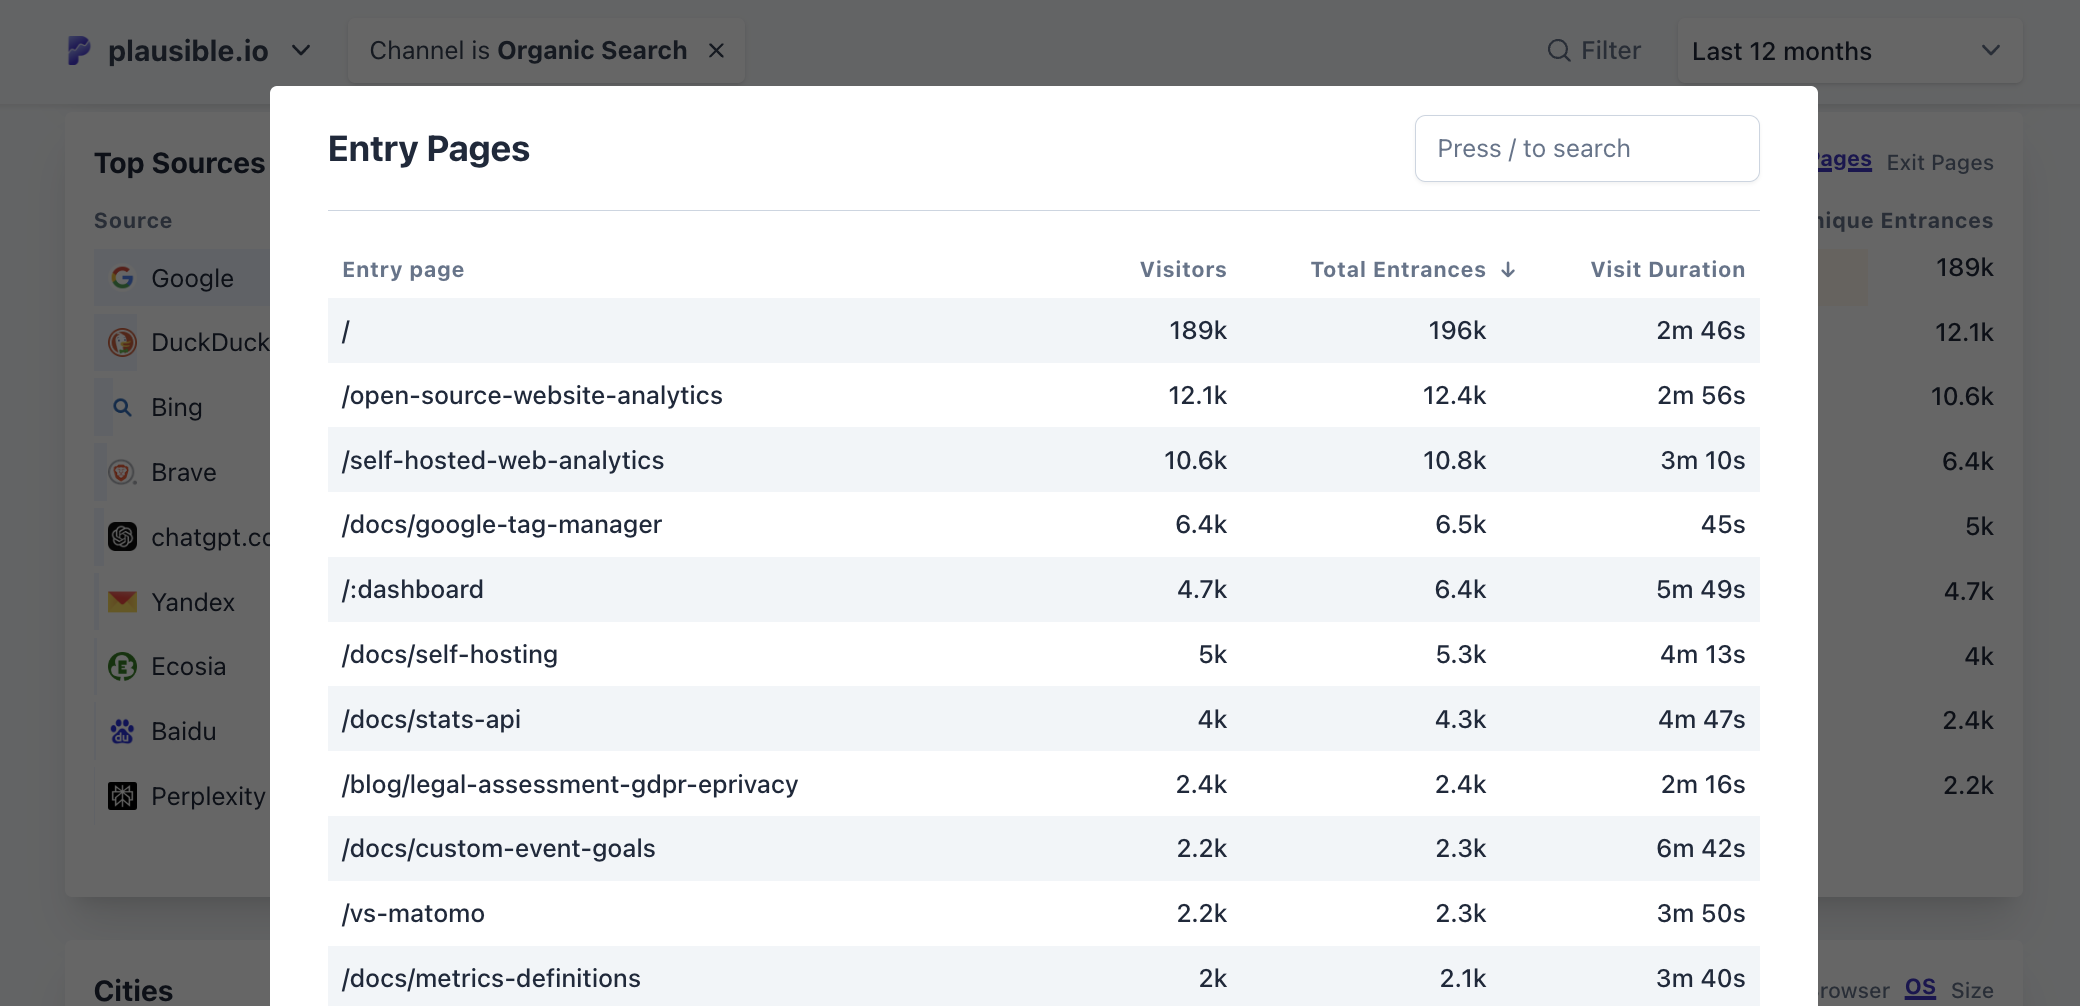 plausible.io
Channel is Organic Search
Filter
Last 12 months
Entry Pages
Press / to search
Top Sources
Exit Pages
Source
Entrances
Entry page Visitors Total Entrances ↓ Visit Duration
/ 189k 196k 2m 46s
/open-source-website-analytics 12.1k 12.4k 2m 56s
/self-hosted-web-analytics 10.6k 10.8k 3m 10s
/docs/google-tag-manager 6.4k 6.5k 45s
/:dashboard 4.7k 6.4k 5m 49s
/docs/self-hosting 5k 5.3k 4m 13s
/docs/stats-api 4k 4.3k 4m 47s
/blog/legal-assessment-gdpr-eprivacy 2.4k 2.4k 2m 16s
/docs/custom-event-goals 2.2k 2.3k 6m 42s
/vs-matomo 2.2k 2.3k 3m 50s
/docs/metrics-definitions 2k 2.1k 3m 40s
Google
DuckDuck
Bing
Brave
chatgpt.co
Yandex
Ecosia
Baidu
Perplexity
189k
12.1k
10.6k
6.4k
5k
4.7k
4k
2.4k
2.2k
Cities
OS Size